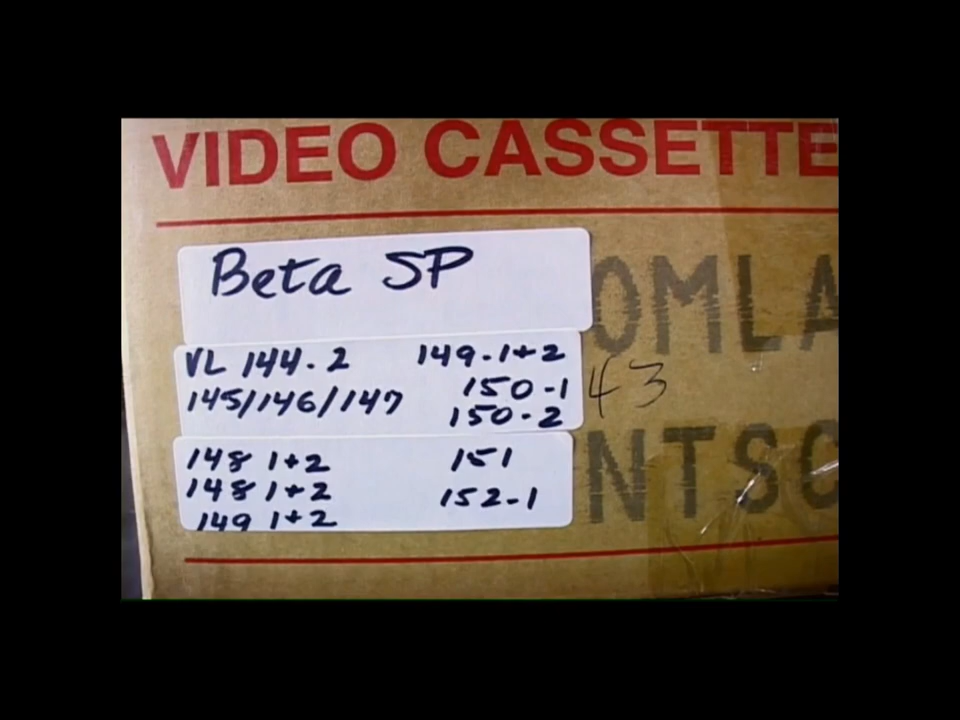 VIDEO CASSETTE
Beta SP
OMLA
VL 144.2 149-1+2
145/146/147 150-1
150-2
43
148 1+2 151
148 1+2 152-1
149 1+2
NTSC